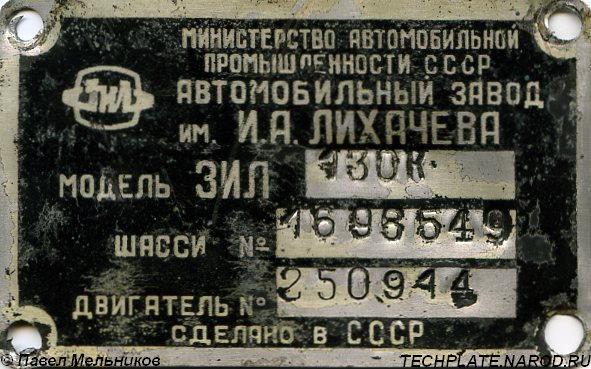 МИНИСТЕРСТВО АВТОМОБИЛЬНОЙ
ПРОМЫШЛЕННОСТИ СССР
ЗИЛ
АВТОМОБИЛЬНЫЙ ЗАВОД
ИМ. И.А. ЛИХАЧЕВА
МОДЕЛЬ ЗИЛ 130К
ШАССИ № 1696549
ДВИГАТЕЛЬ № 250944
СДЕЛАНО В СССР
© Павел Мельников
TECHPLATE.NAROD.RU